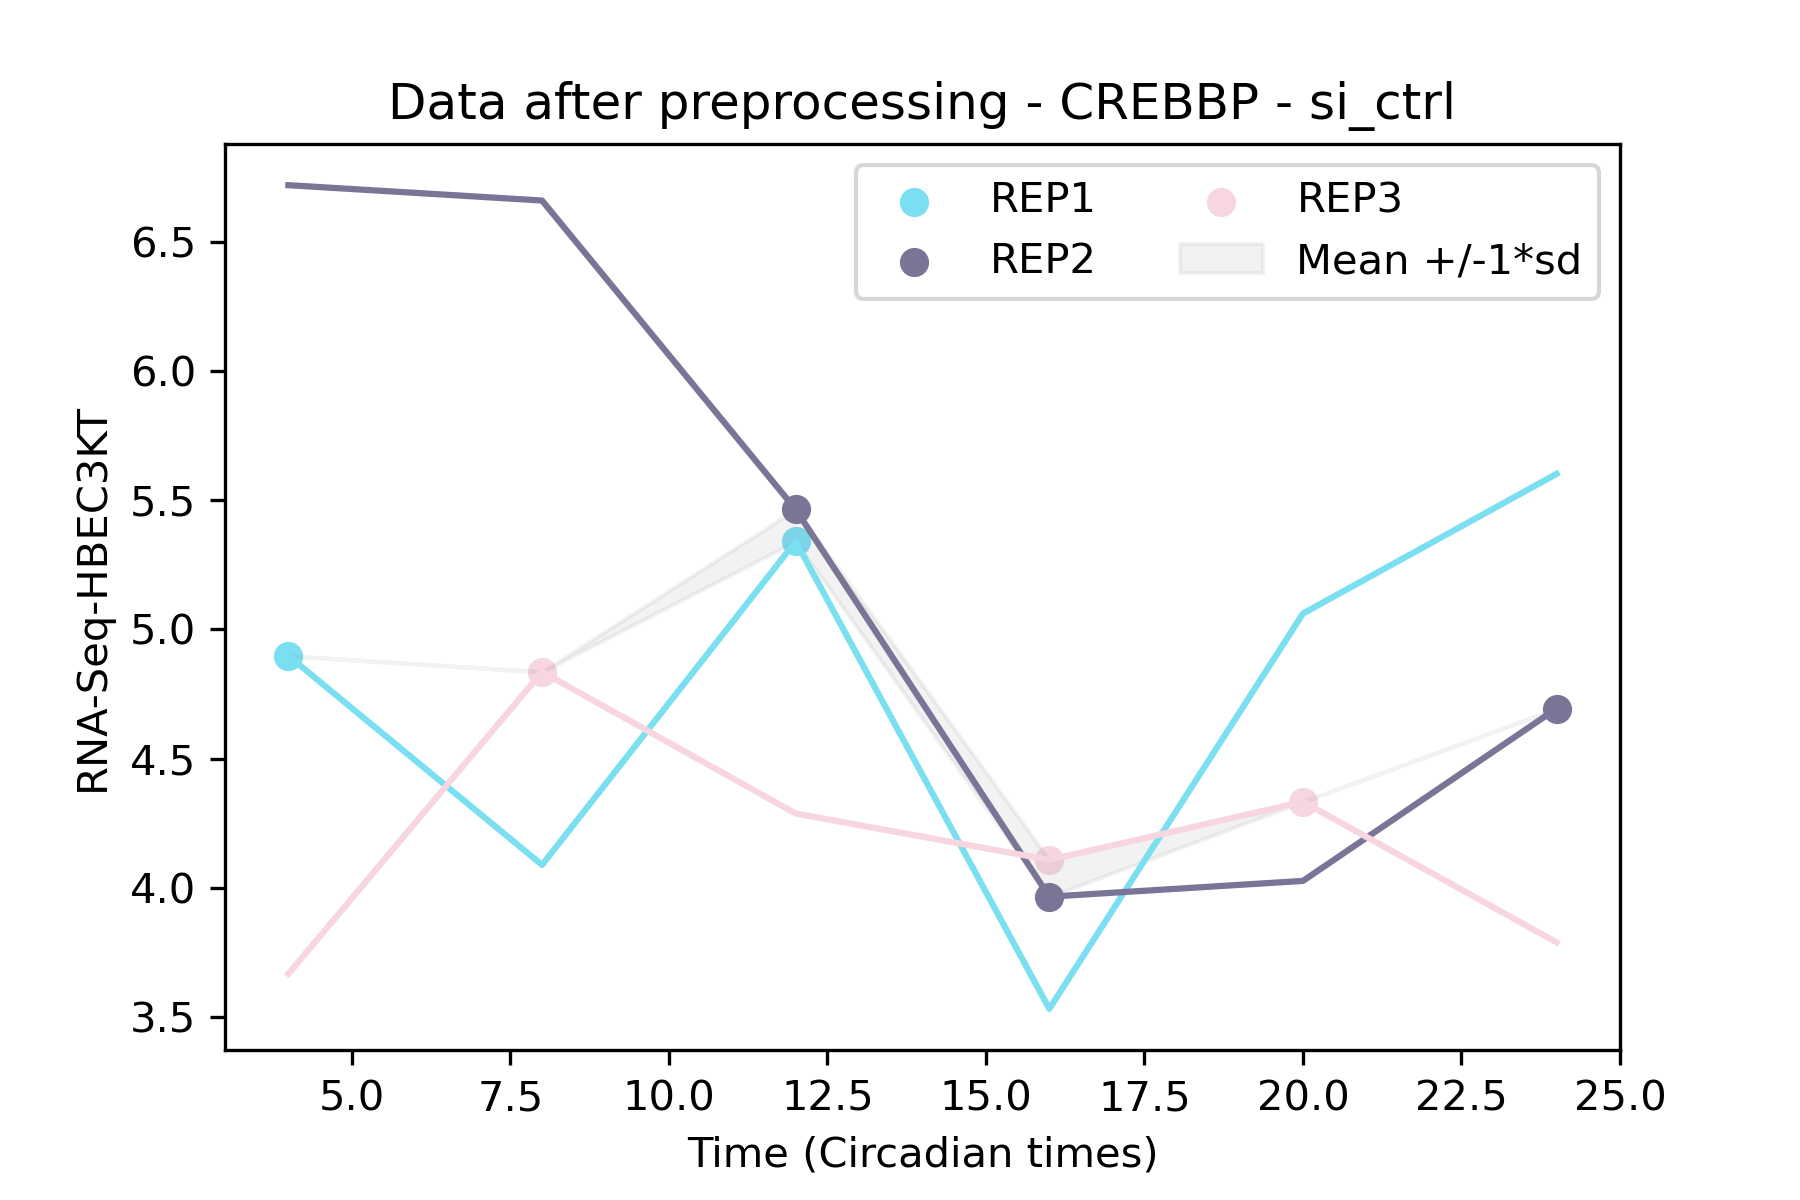 Data after preprocessing - CREBBP - si_ctrl
REP1
REP2
REP3
Mean +/-1*sd
RNA-Seq-HBEC3KT
6.5
6.0
5.5
5.0
4.5
4.0
3.5
5.0 7.5 10.0 12.5 15.0 17.5 20.0 22.5 25.0
Time (Circadian times)